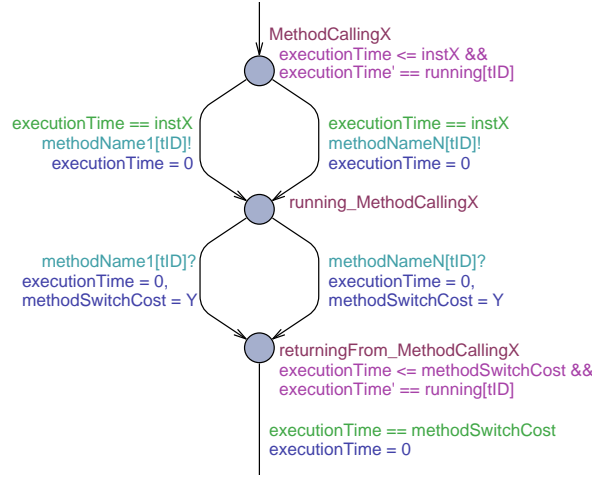 MethodCallingX
executionTime <= instX &&
executionTime' == running[tID]
executionTime == instX
methodName1[tID]!
executionTime = 0
executionTime == instX
methodNameN[tID]!
executionTime = 0
running_MethodCallingX
methodName1[tID]?
executionTime = 0,
methodSwitchCost = Y
methodNameN[tID]?
executionTime = 0,
methodSwitchCost = Y
returningFrom_MethodCallingX
executionTime <= methodSwitchCost &&
executionTime' == running[tID]
executionTime == methodSwitchCost
executionTime = 0